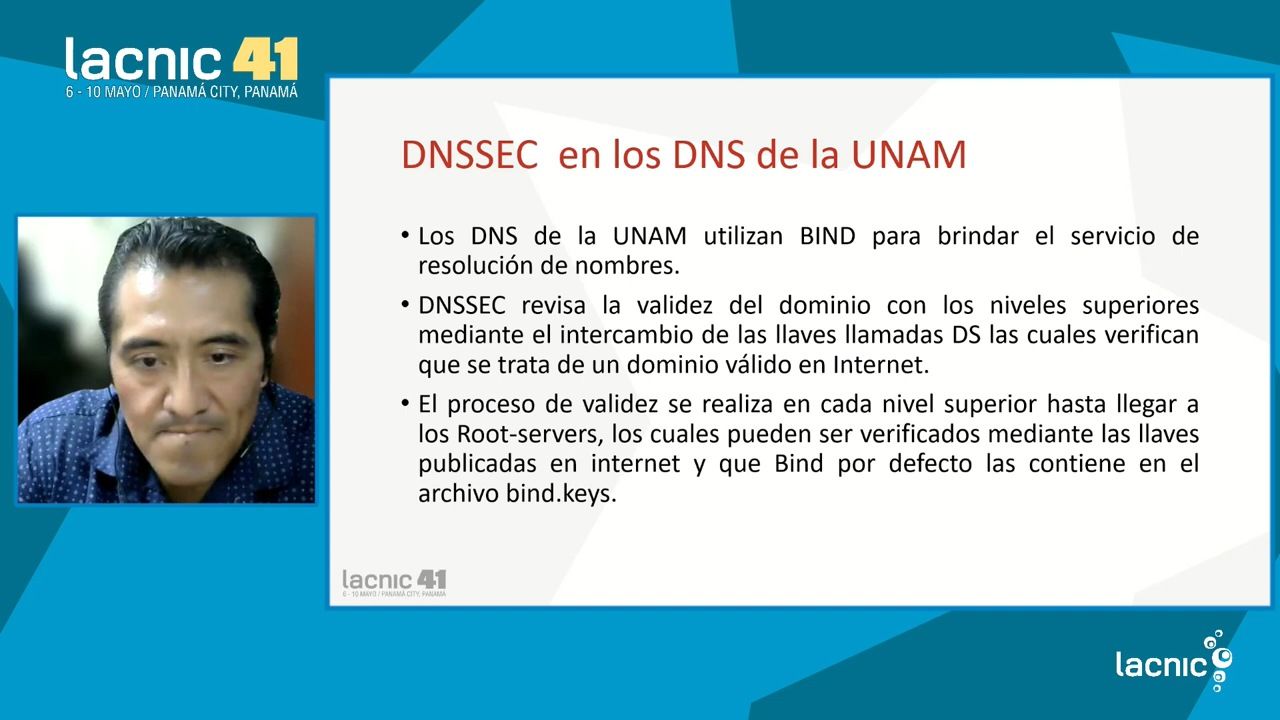 lacnic 41
6 - 10 MAYO / PANAMÁ CITY, PANAMÁ
DNSSEC en los DNS de la UNAM
• Los DNS de la UNAM utilizan BIND para brindar el servicio de
resolución de nombres.
• DNSSEC revisa la validez del dominio con los niveles superiores
mediante el intercambio de las llaves llamadas DS las cuales verifican
que se trata de un dominio válido en Internet.
• El proceso de validez se realiza en cada nivel superior hasta llegar a
los Root-servers, los cuales pueden ser verificados mediante las llaves
publicadas en internet y que Bind por defecto las contiene en el
archivo bind.keys.
lacnic 41
6 - 10 MAYO / PANAMÁ CITY, PANAMÁ
lacnic